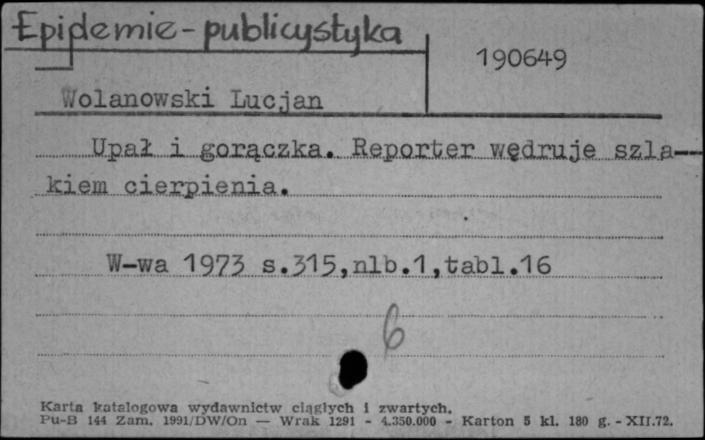 Epidemie - publicystyka
190649
Wolanowski Lucjan
Upał i gorączka. Reporter wędruje szla-
kiem cierpienia.
W-wa 1973 s.315,nlb.1,tabl.16
6
Karta katalogowa wydawnictw ciągłych i zwartych.
Pu-B 144 Zam. 1991/DW/On — Wrak 1291 - 4.350.000 - Karton 5 kl. 180 g. - XII.72.